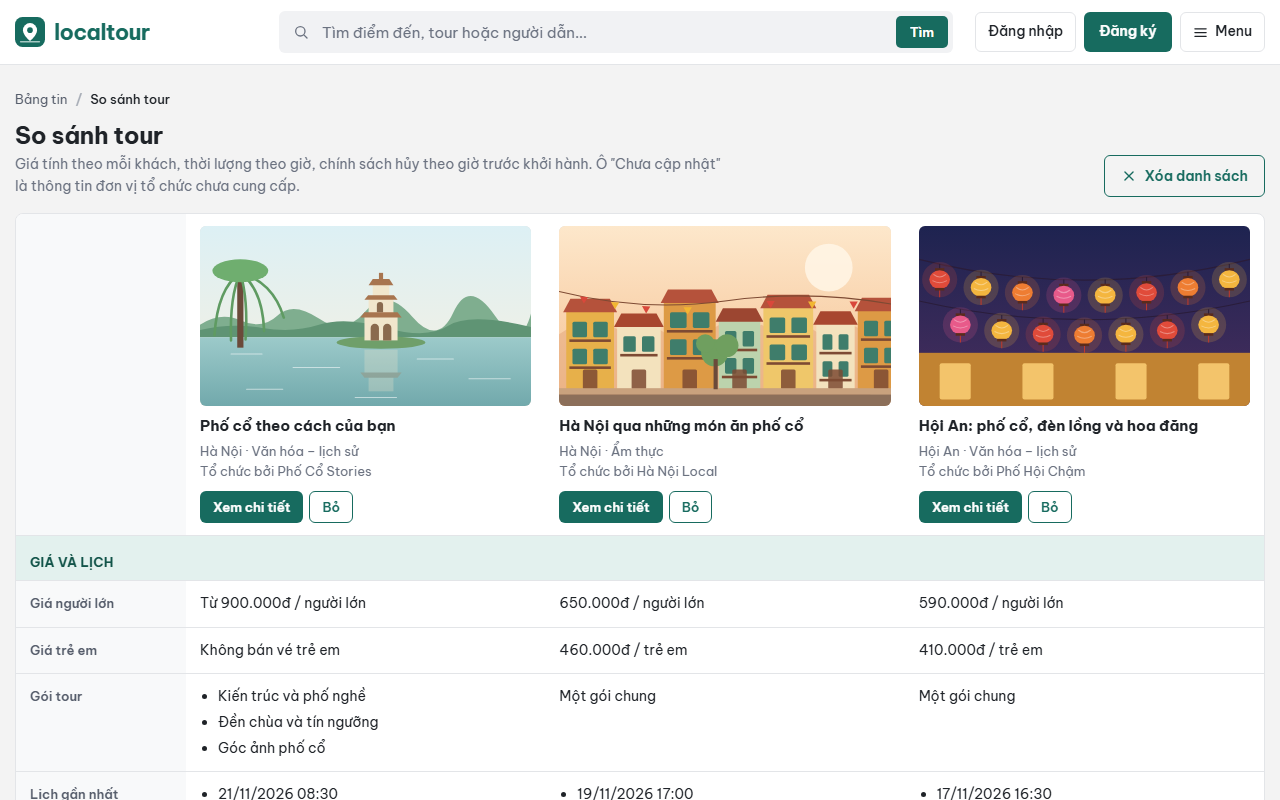 localtour
Tìm điểm đến, tour hoặc người dẫn...
Tìm
Đăng nhập
Đăng ký
Menu
Bảng tin / So sánh tour
So sánh tour
Giá tính theo mỗi khách, thời lượng theo giờ, chính sách hủy theo giờ trước khởi hành. Ô "Chưa cập nhật"
là thông tin đơn vị tổ chức chưa cung cấp.
Xóa danh sách
Phố cổ theo cách của bạn
Hà Nội · Văn hóa – lịch sử
Tổ chức bởi Phố Cổ Stories
Xem chi tiết
Bỏ
Hà Nội qua những món ăn phố cổ
Hà Nội · Ẩm thực
Tổ chức bởi Hà Nội Local
Xem chi tiết
Bỏ
Hội An: phố cổ, đèn lồng và hoa đăng
Hội An · Văn hóa – lịch sử
Tổ chức bởi Phố Hội Chậm
Xem chi tiết
Bỏ
GIÁ VÀ LỊCH
Giá người lớn
Từ 900.000đ / người lớn
650.000đ / người lớn
590.000đ / người lớn
Giá trẻ em
Không bán vé trẻ em
460.000đ / trẻ em
410.000đ / trẻ em
Gói tour
• Kiến trúc và phố nghề
• Đền chùa và tín ngưỡng
• Góc ảnh phố cổ
Một gói chung
Một gói chung
Lịch gần nhất
• 21/11/2026 08:30
• 19/11/2026 17:00
• 17/11/2026 16:30